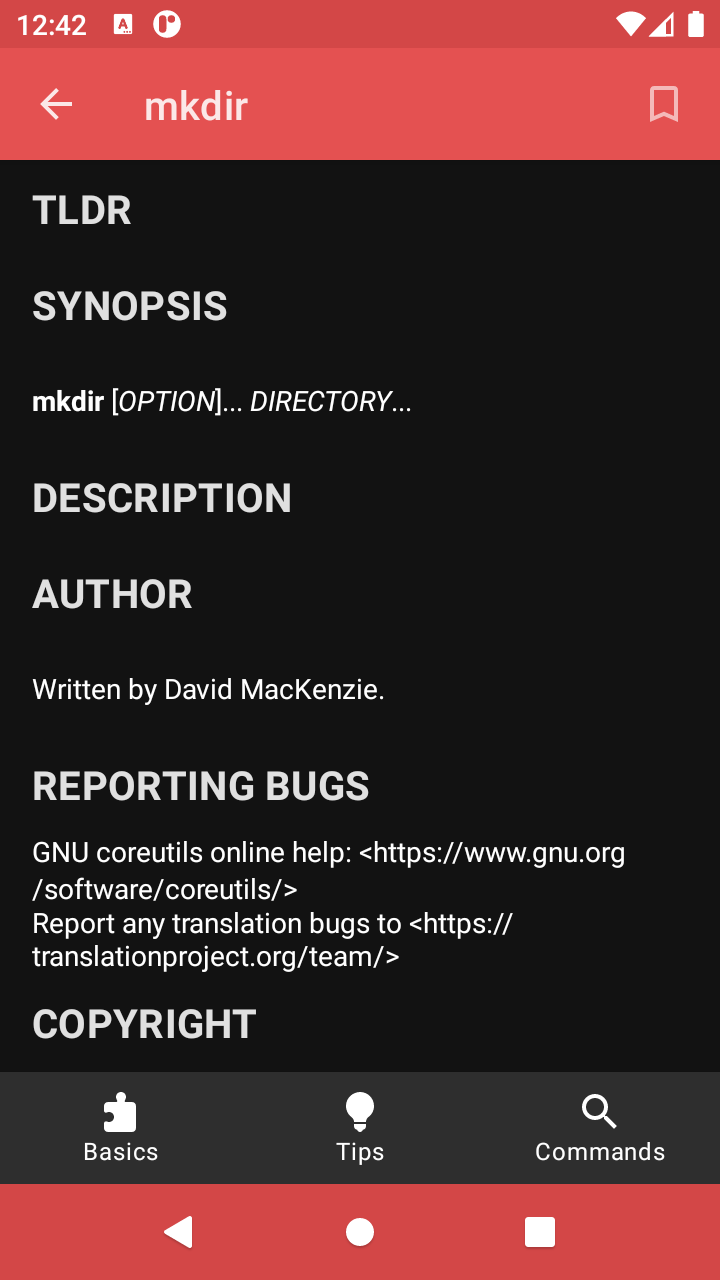 12:42
mkdir
TLDR
SYNOPSIS
mkdir [OPTION]... DIRECTORY...
DESCRIPTION
AUTHOR
Written by David MacKenzie.
REPORTING BUGS
GNU coreutils online help: <https://www.gnu.org
/software/coreutils/>
Report any translation bugs to <https://
translationproject.org/team/>
COPYRIGHT
Basics
Tips
Commands